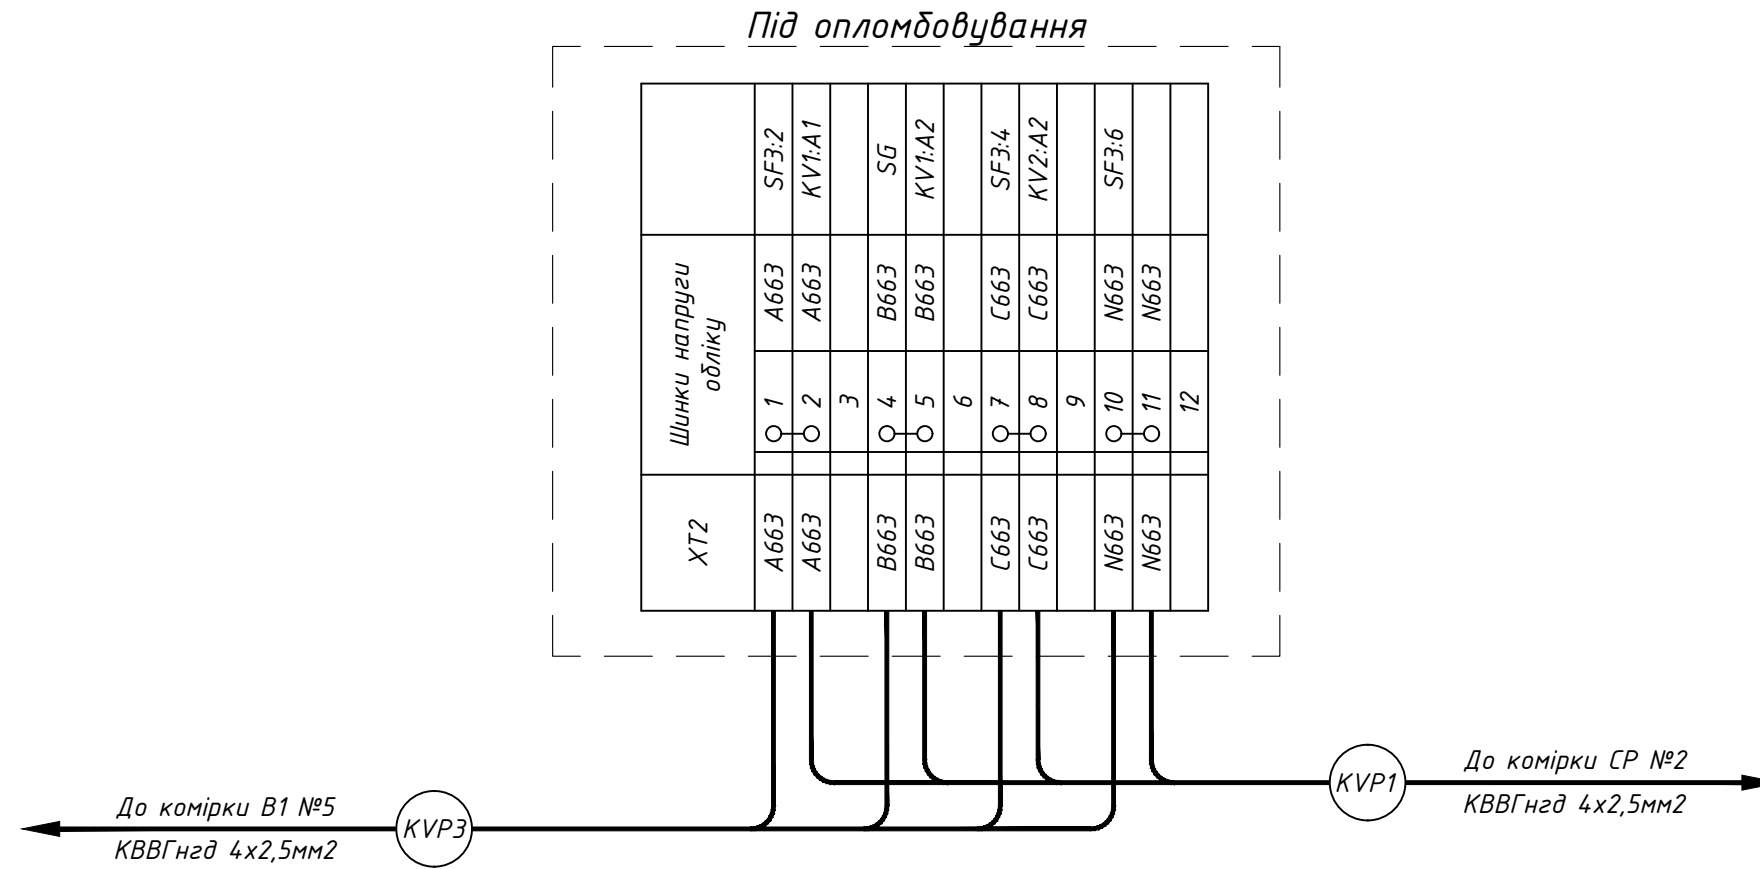 Під опломбовування
SF3:2
KV1:A1
SG
KV1:A2
SF3:4
KV2:A2
SF3:6
Шинки напруги
обліку
A663
A663
B663
B663
C663
C663
N663
N663
1
2
3
4
5
6
7
8
9
10
11
12
XT2
A663
A663
B663
B663
C663
C663
N663
N663
До комірки СР №2
KVP1
КВВГнгд 4х2,5мм2
До комірки В1 №5
KVP3
КВВГнгд 4х2,5мм2